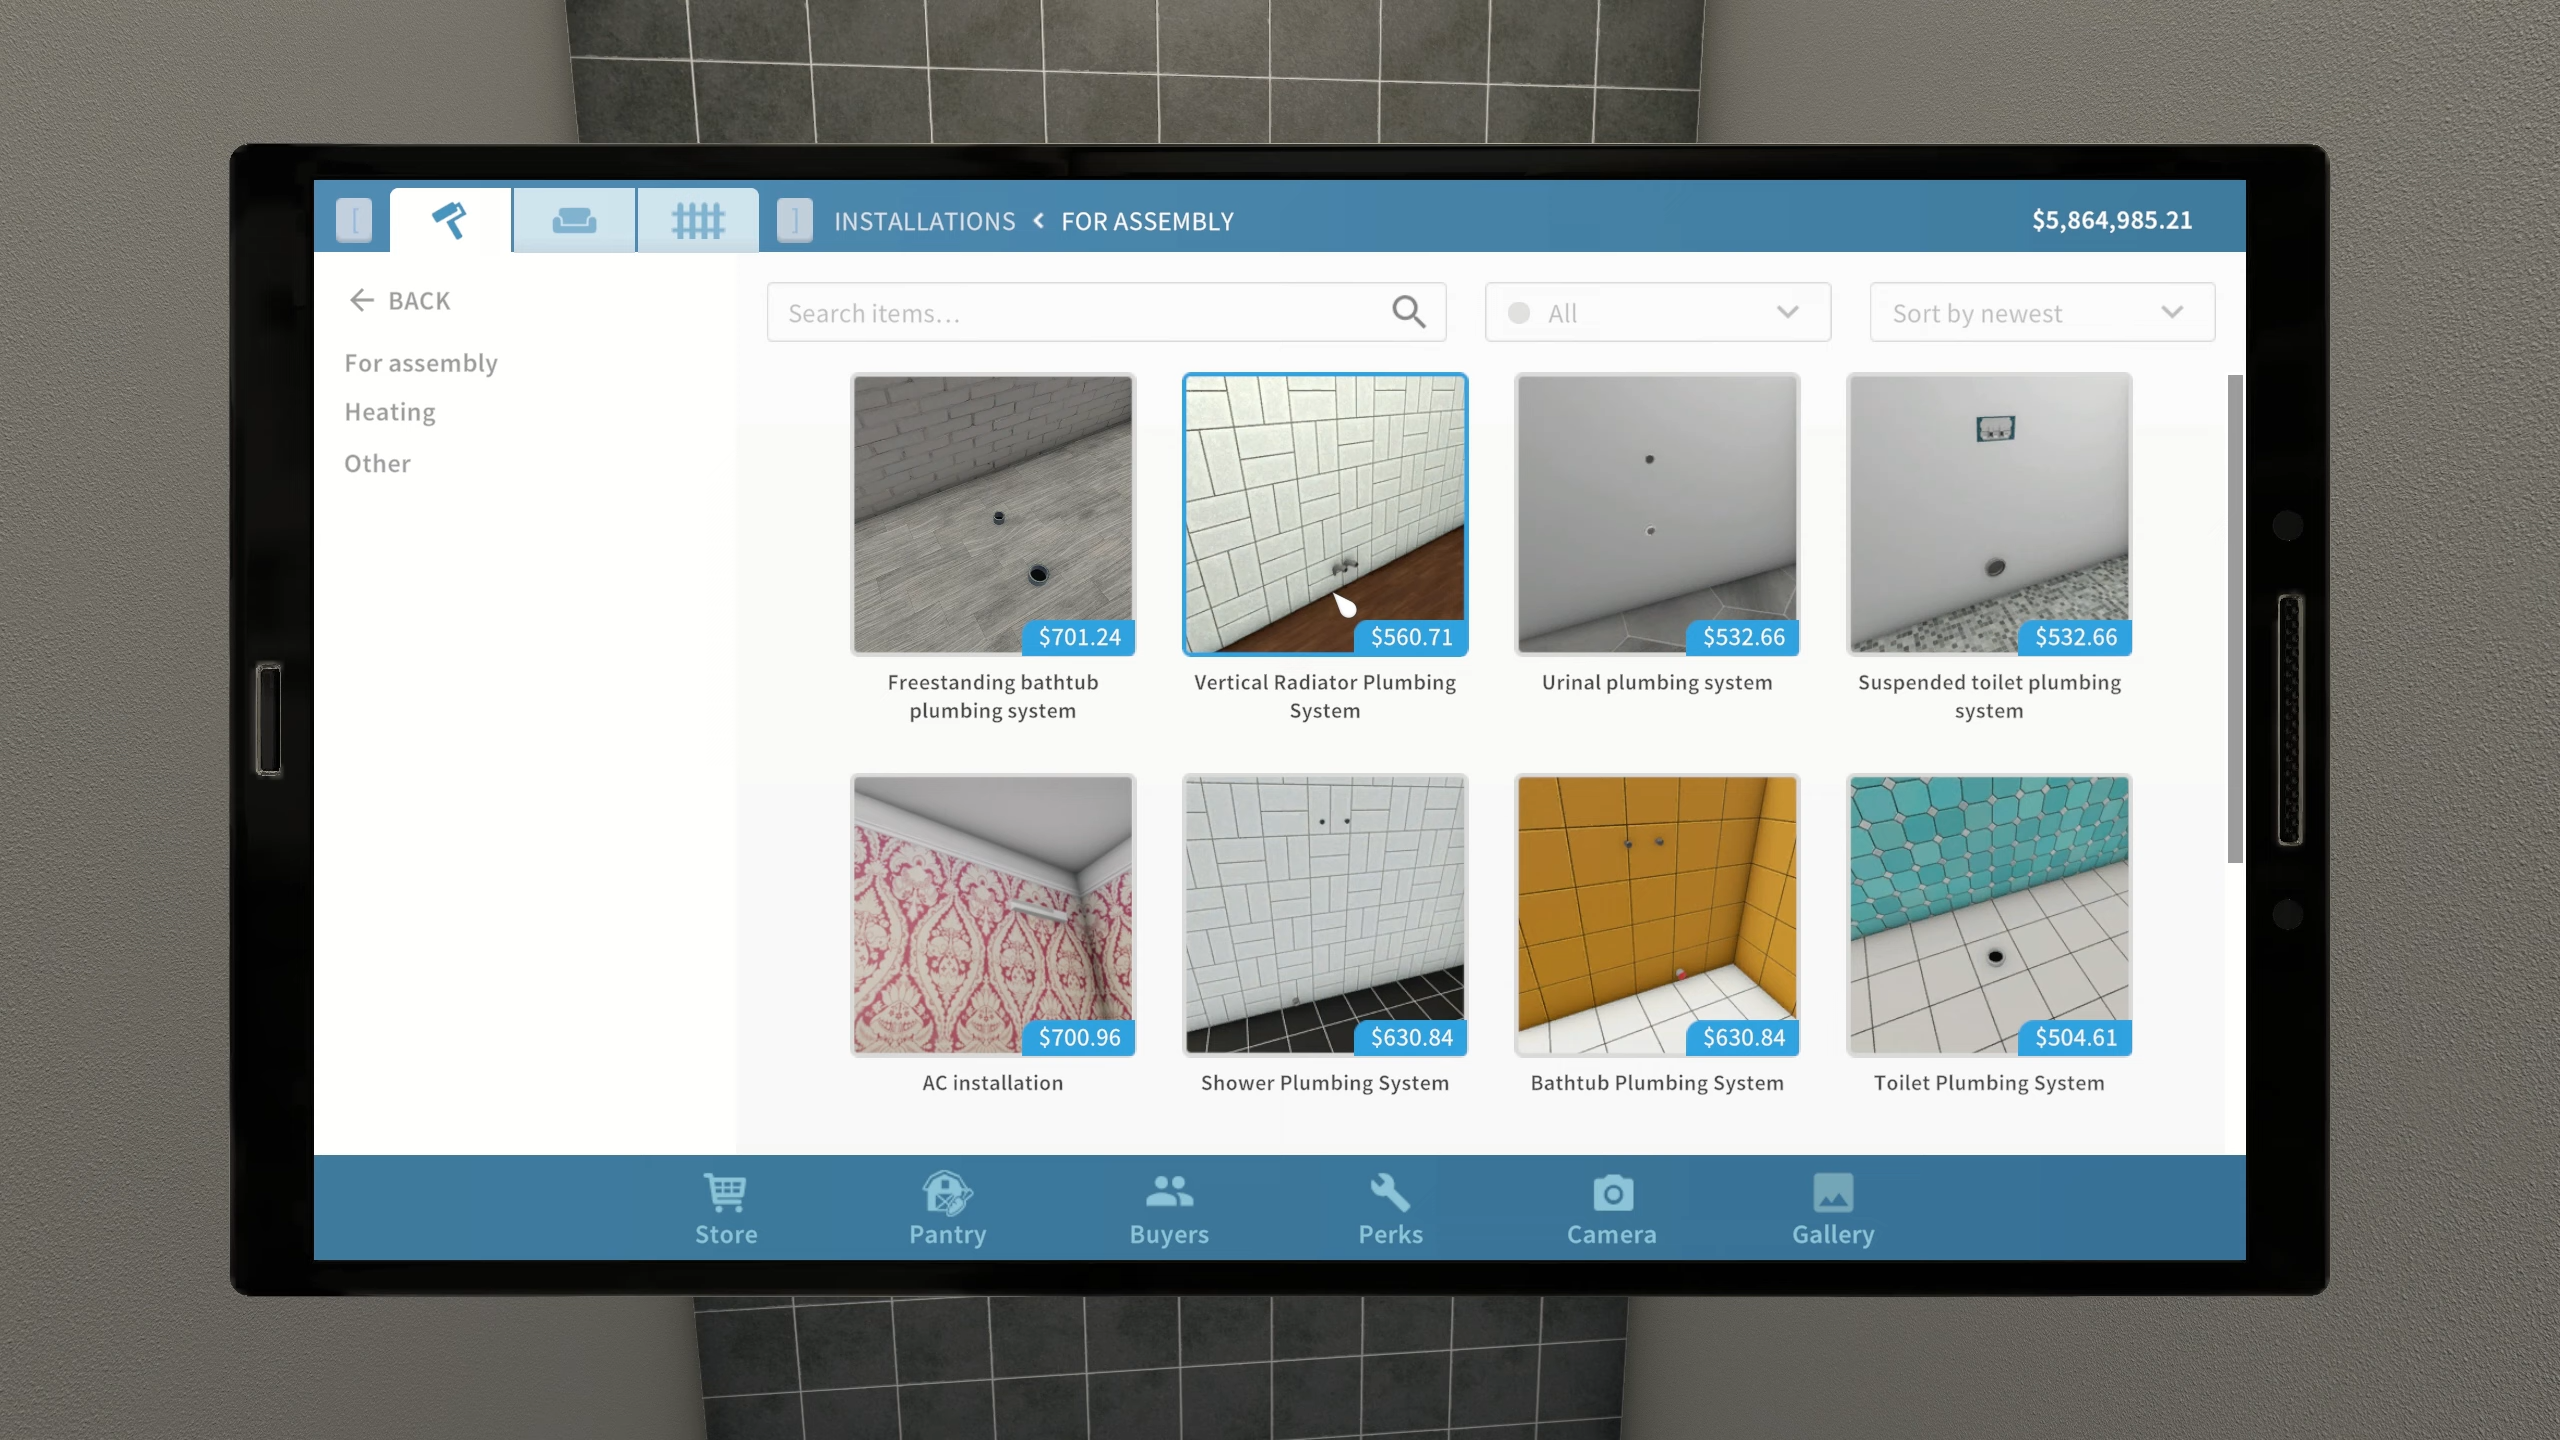 [
]
INSTALLATIONS < FOR ASSEMBLY
$5,864,985.21
BACK
For assembly
Heating
Other
Search items...
All
Sort by newest
$701.24
$560.71
$532.66
$532.66
Freestanding bathtub
plumbing system
Vertical Radiator Plumbing
System
Urinal plumbing system
Suspended toilet plumbing
system
$700.96
$630.84
$630.84
$504.61
AC installation
Shower Plumbing System
Bathtub Plumbing System
Toilet Plumbing System
Store
Pantry
Buyers
Perks
Camera
Gallery